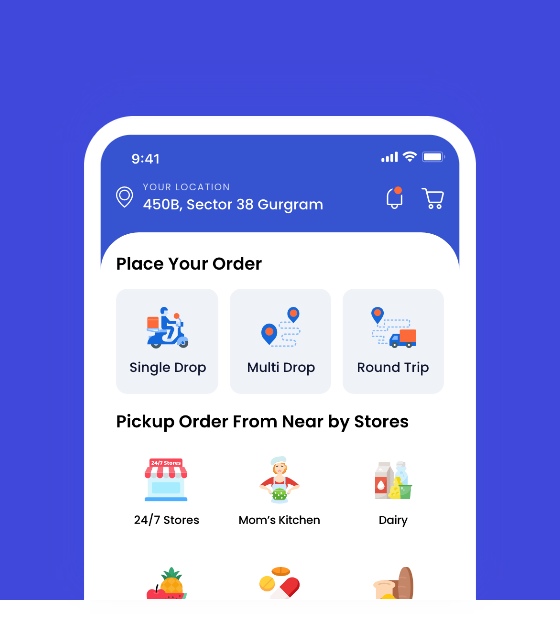 9:41
YOUR LOCATION
450B, Sector 38 Gurgram
Place Your Order
Single Drop
Multi Drop
Round Trip
Pickup Order From Near by Stores
24/7 Stores
24/7 Stores
Mom's Kitchen
Dairy